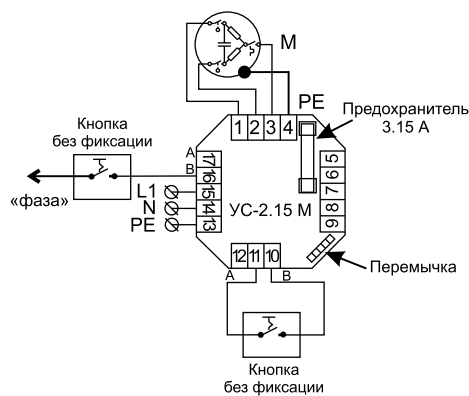 M
PE
Предохранитель
3.15 А
Кнопка
без фиксации
1 2 3 4
A
B
17
16
15
14
13
5
6
7
8
9
«фаза»
L1
N
PE
УС-2.15 М
12 11 10
A
B
Перемычка
Кнопка
без фиксации